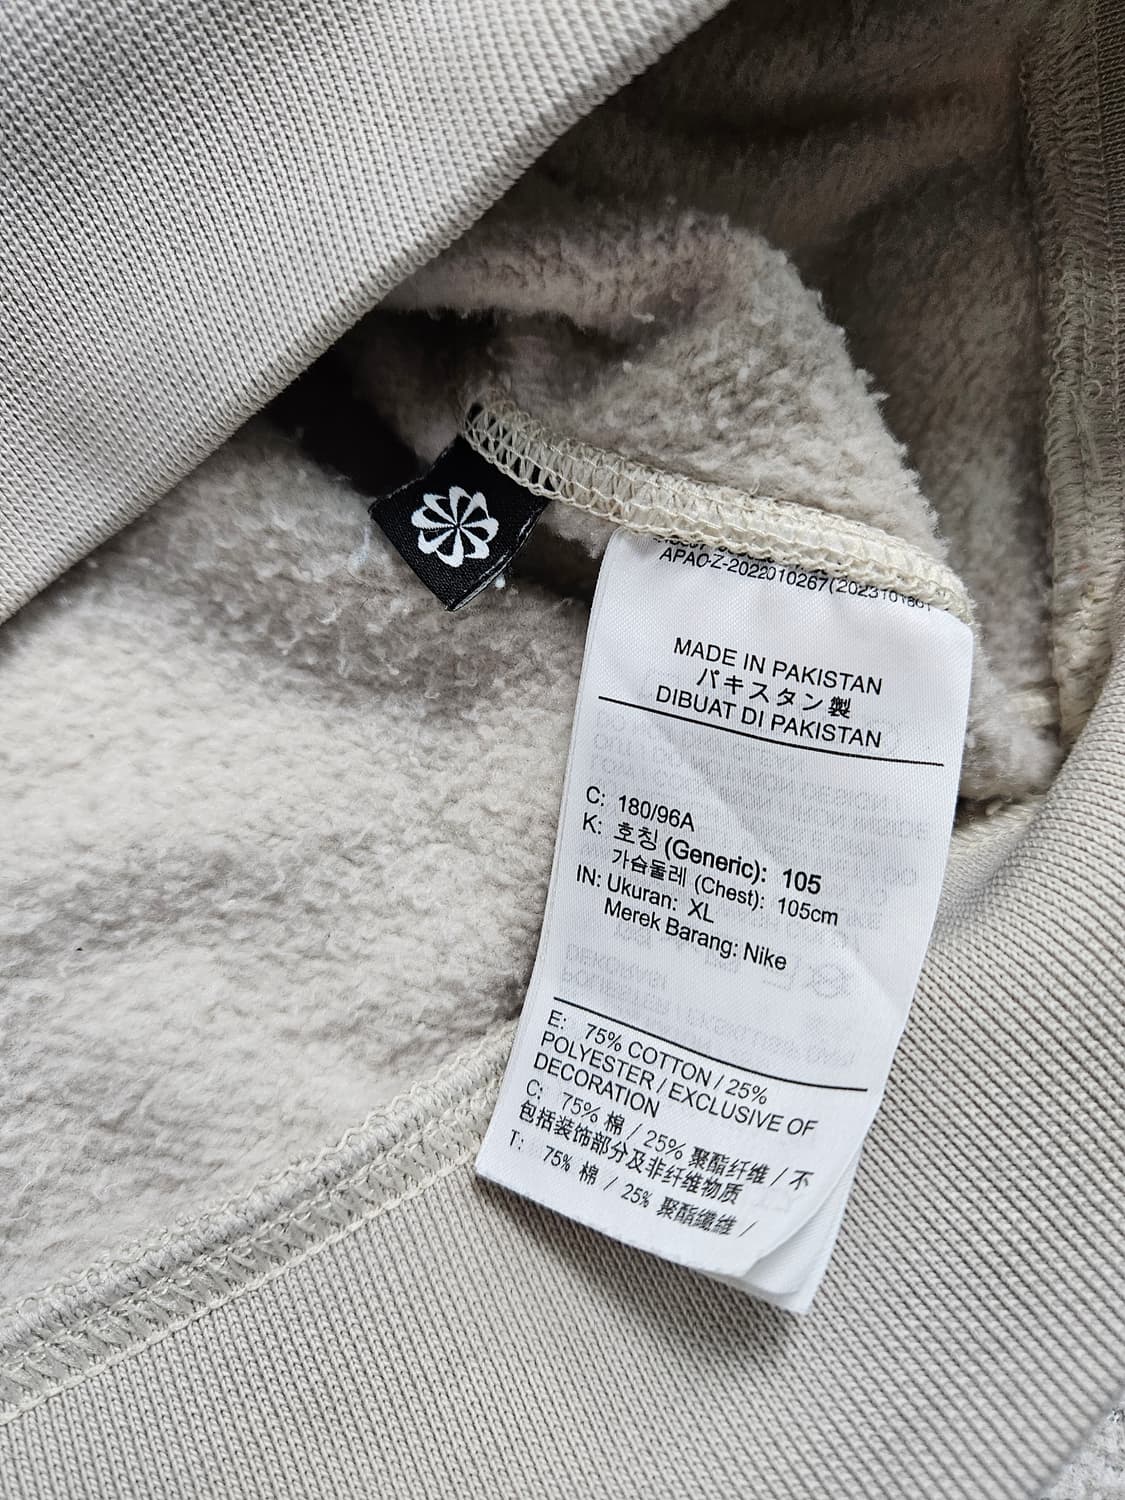 APAC-Z-2022010267(2023101801
MADE IN PAKISTAN
パキスタン製
DIBUAT DI PAKISTAN
C: 180/96A
K: 호칭 (Generic): 105
가슴둘레 (Chest): 105cm
IN: Ukuran: XL
Merek Barang: Nike
E: 75% COTTON / 25%
POLYESTER / EXCLUSIVE OF
DECORATION
C: 75% 棉 / 25% 聚酯纤维 / 不
包括装饰部分及非纤维物质
T: 75% 棉 / 25% 聚酯纖維 /